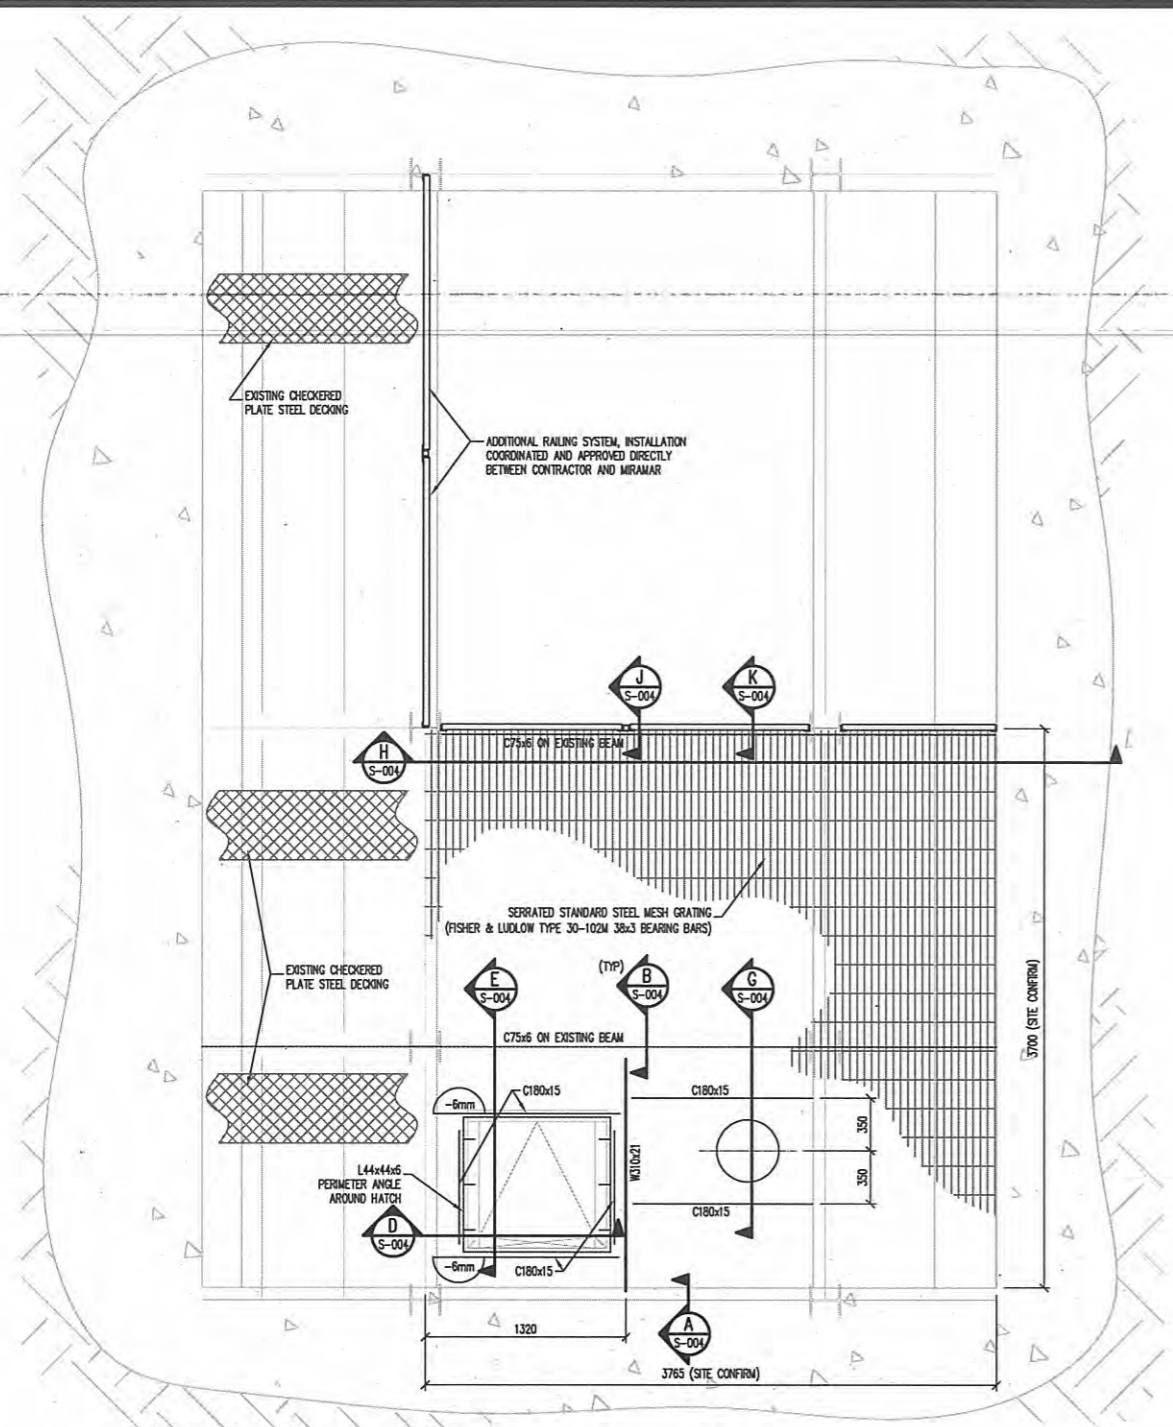 EXISTING CHECKERED
PLATE STEEL DECKING
ADDITIONAL RAILING SYSTEM, INSTALLATION
COORDINATED AND APPROVED DIRECTLY
BETWEEN CONTRACTOR AND MIRAMAR
J
S-004
K
S-004
H
S-004
C75x6 ON EXISTING BEAM
SERRATED STANDARD STEEL MESH GRATING
(FISHER & LUDLOW TYPE 30-102M 38x3 BEARING BARS)
EXISTING CHECKERED
PLATE STEEL DECKING
E
S-004
(TYP)
B
S-004
G
S-004
3700 (SITE CONFIRM)
C75x6 ON EXISTING BEAM
-6mm
C180x15
C180x15
350
350
W310x21
L44x44x6
PERIMETER ANGLE
AROUND HATCH
C180x15
D
S-004
-6mm
C180x15
1320
A
S-004
3765 (SITE CONFIRM)